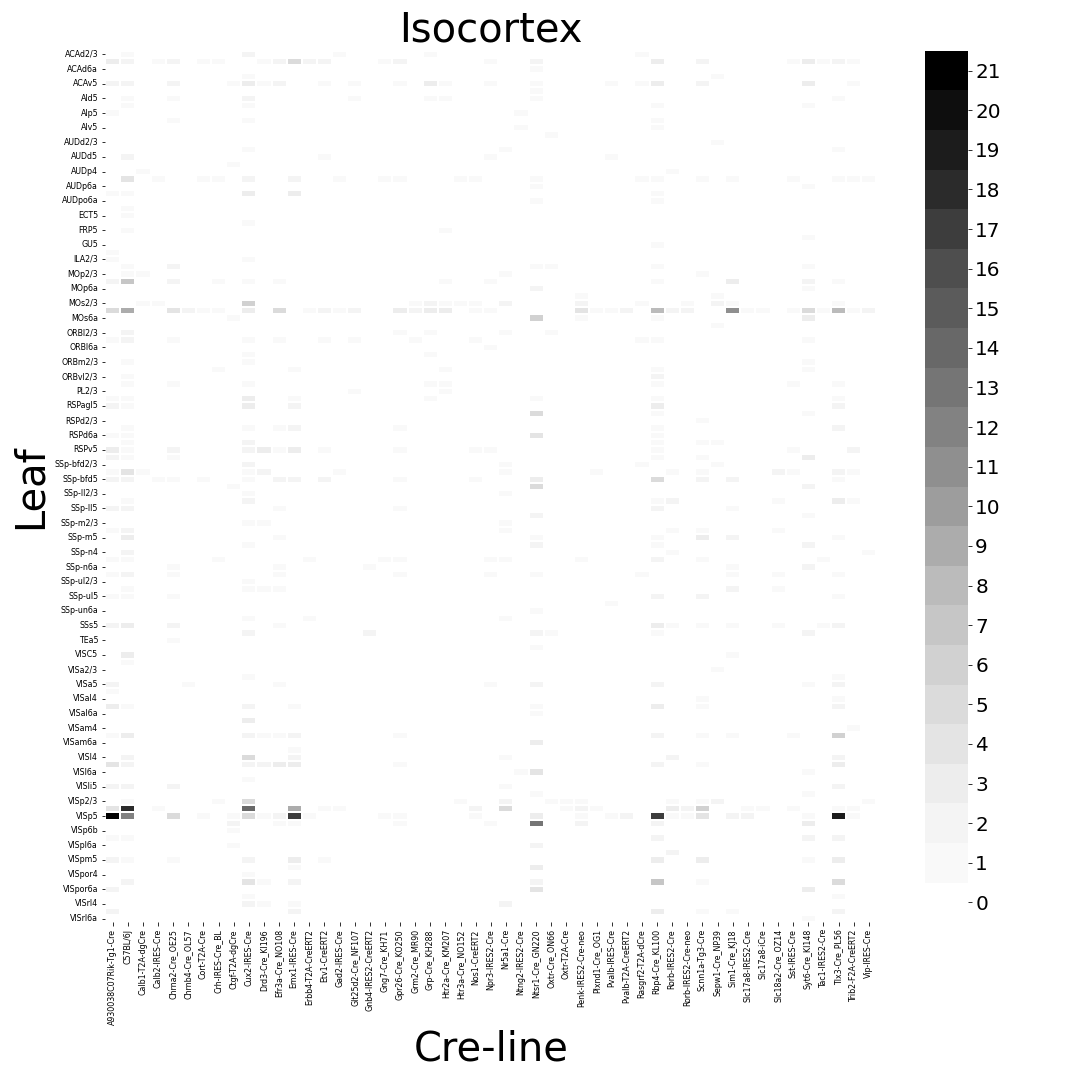 Isocortex
Leaf
ACAd2/3
ACAd6a
ACAv5
AId5
AIp5
AIv5
AUDd2/3
AUDd5
AUDp4
AUDp6a
AUDpo6a
ECT5
FRP5
GU5
ILA2/3
MOp2/3
MOp6a
MOs2/3
MOs6a
ORBl2/3
ORBl6a
ORBm2/3
ORBvl2/3
PL2/3
RSPagl5
RSPd2/3
RSPd6a
RSPv5
SSp-bfd2/3
SSp-bfd5
SSp-ll2/3
SSp-ll5
SSp-m2/3
SSp-m5
SSp-n4
SSp-n6a
SSp-ul2/3
SSp-ul5
SSp-un6a
SSs5
TEa5
VISC5
VISa2/3
VISa5
VISal4
VISal6a
VISam4
VISam6a
VISl4
VISl6a
VISli5
VISp2/3
VISp5
VISp6b
VISpl6a
VISpm5
VISpor4
VISpor6a
VISrl4
VISrl6a
A930038C07Rik-Tg1-Cre
C57BL/6J
Calb1-T2A-dgCre
Calb2-IRES-Cre
Chrna2-Cre_OE25
Chrnb4-Cre_OL57
Cort-T2A-Cre
Crh-IRES-Cre_BL
Ctgf-T2A-dgCre
Cux2-IRES-Cre
Drd3-Cre_KI196
Efr3a-Cre_NO108
Emx1-IRES-Cre
Erbb4-T2A-CreERT2
Etv1-CreERT2
Gad2-IRES-Cre
Glt25d2-Cre_NF107
Gnb4-IRES2-CreERT2
Gng7-Cre_KH71
Gpr26-Cre_KO250
Grm2-Cre_MR90
Grp-Cre_KH288
Htr2a-Cre_KM207
Htr3a-Cre_NO152
Nos1-CreERT2
Npr3-IRES2-Cre
Nr5a1-Cre
Ntng2-IRES2-Cre
Ntsr1-Cre_GN220
Oxtr-Cre_ON66
Oxtr-T2A-Cre
Penk-IRES2-Cre-neo
Plxnd1-Cre_OG1
Pvalb-IRES-Cre
Pvalb-T2A-CreERT2
Rasgrf2-T2A-dCre
Rbp4-Cre_KL100
Rorb-IRES2-Cre
Rorb-IRES2-Cre-neo
Scnn1a-Tg3-Cre
Sepw1-Cre_NP39
Sim1-Cre_KJ18
Slc17a8-IRES2-Cre
Slc17a8-iCre
Slc18a2-Cre_OZ14
Sst-IRES-Cre
Syt6-Cre_KI148
Tac1-IRES2-Cre
Tlx3-Cre_PL56
Trib2-F2A-CreERT2
Vip-IRES-Cre
Cre-line
21
20
19
18
17
16
15
14
13
12
11
10
9
8
7
6
5
4
3
2
1
0